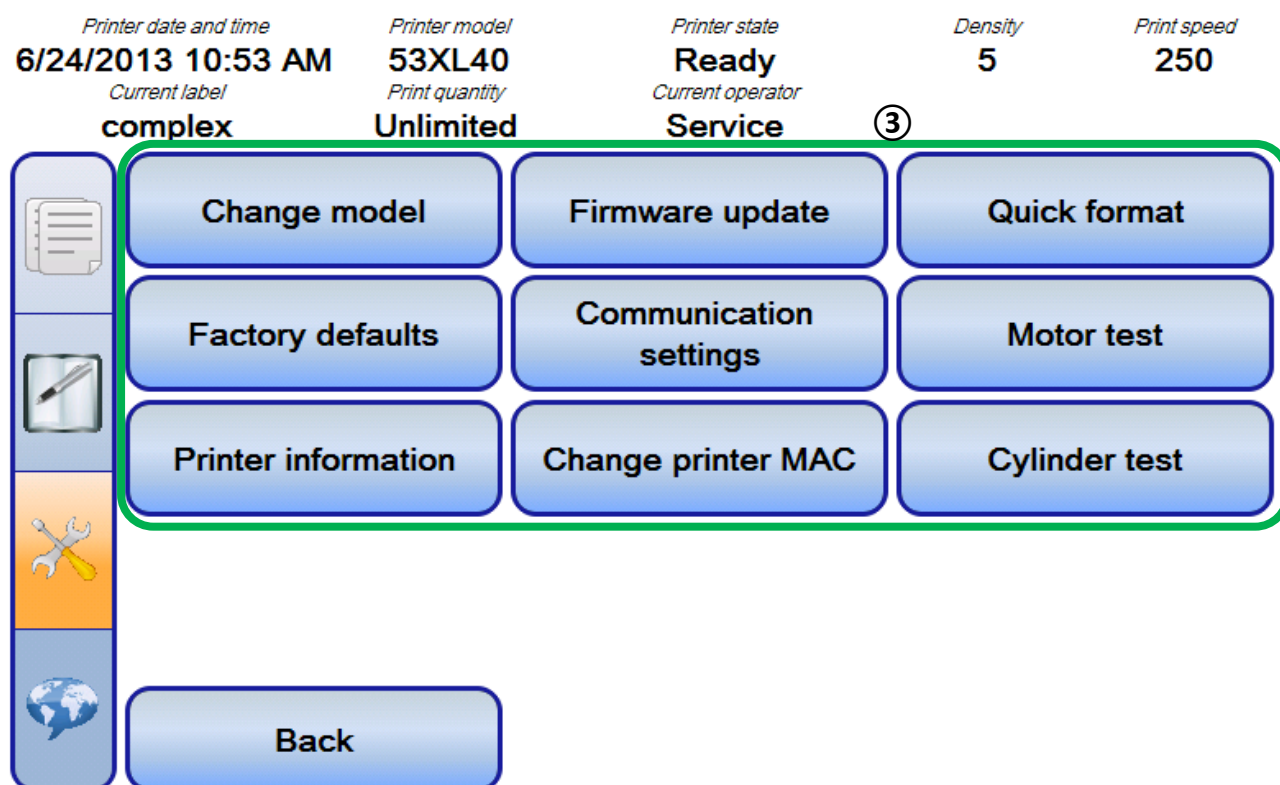 Printer date and time Printer model Printer state Density Print speed
6/24/2013 10:53 AM 53XL40 Ready 5 250
Current label Print quantity Current operator
complex Unlimited Service ③
Change model Firmware update Quick format
Factory defaults Communication settings Motor test
Printer information Change printer MAC Cylinder test
Back